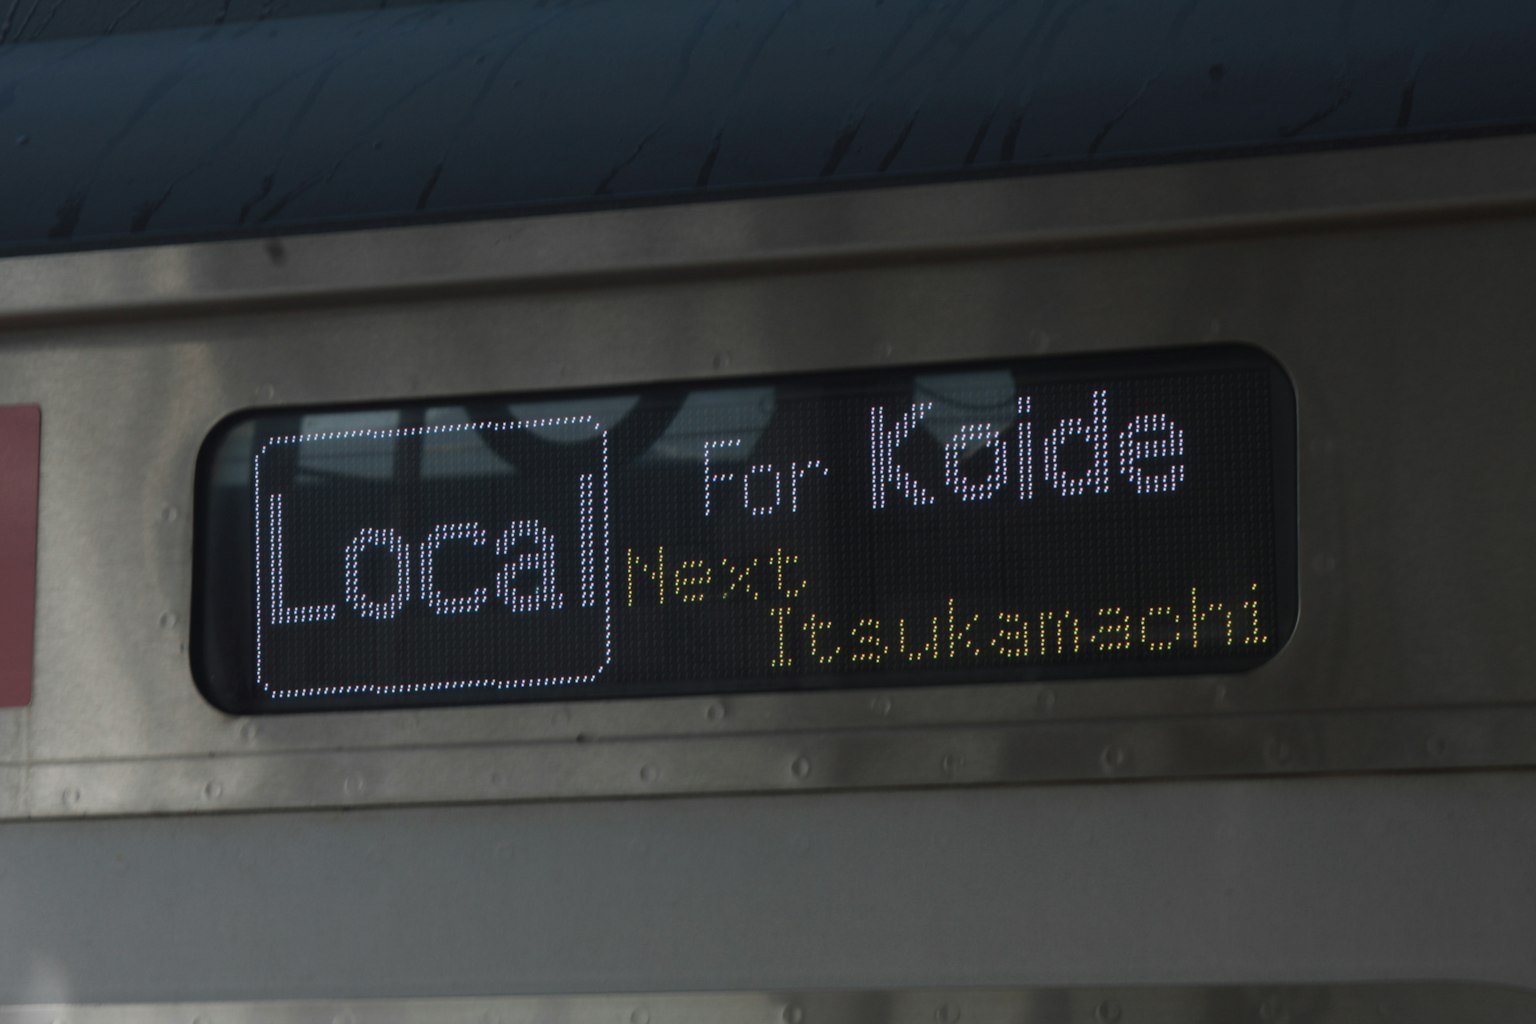 Local
For Koide
Next
Itsukamachi